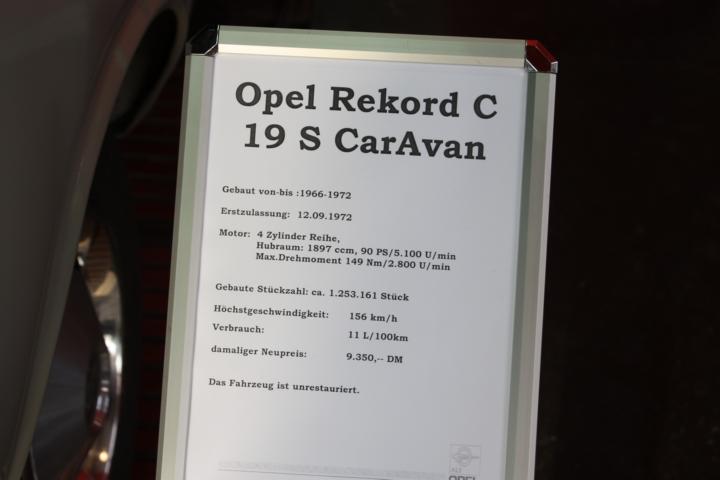 Opel Rekord C
19 S CarAvan
Gebaut von-bis :1966-1972
Erstzulassung: 12.09.1972
Motor: 4 Zylinder Reihe,
Hubraum: 1897 ccm, 90 PS/5.100 U/min
Max.Drehmoment 149 Nm/2.800 U/min
Gebaute Stückzahl: ca. 1.253.161 Stück
Höchstgeschwindigkeit: 156 km/h
Verbrauch: 11 L/100km
damaliger Neupreis: 9.350,-- DM
Das Fahrzeug ist unrestauriert.
ALT
OPEL